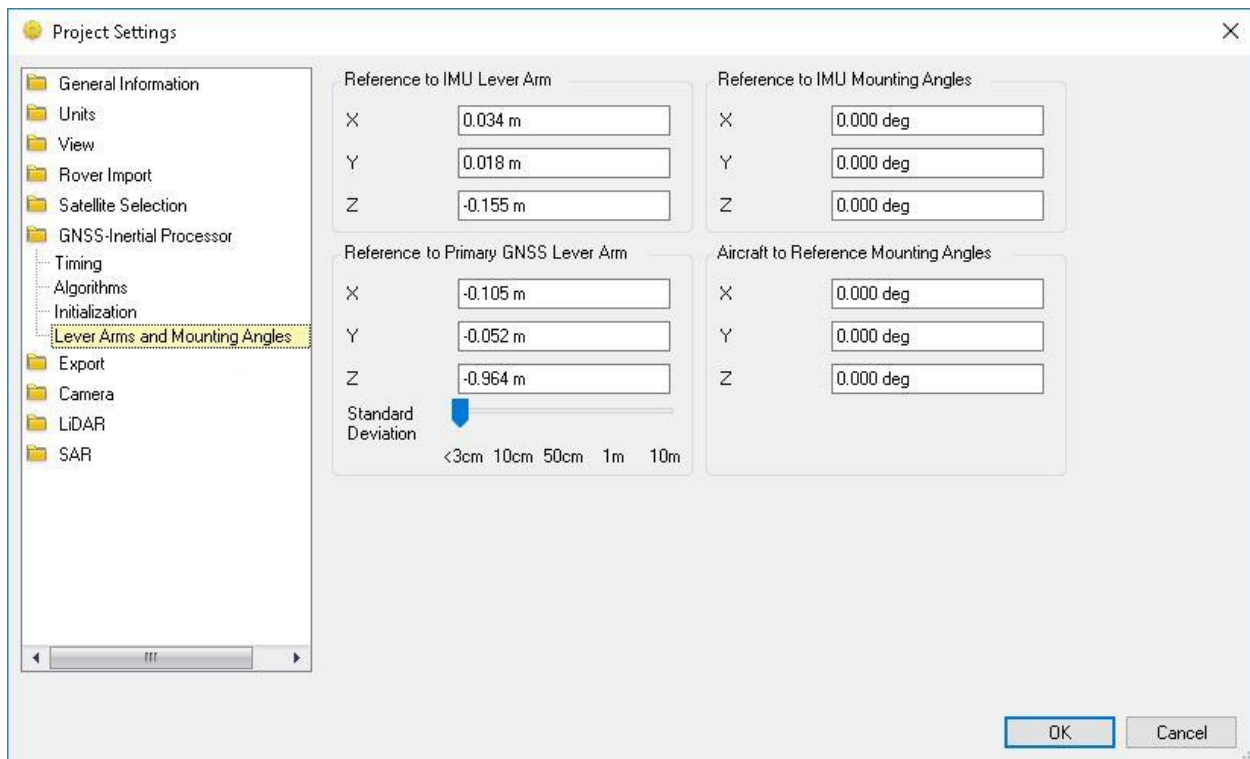 Project Settings
General Information
Units
View
Rover Import
Satellite Selection
GNSS-Inertial Processor
Timing
Algorithms
Initialization
Lever Arms and Mounting Angles
Export
Camera
LiDAR
SAR
Reference to IMU Lever Arm
X 0.034 m
Y 0.018 m
Z -0.155 m
Reference to IMU Mounting Angles
X 0.000 deg
Y 0.000 deg
Z 0.000 deg
Reference to Primary GNSS Lever Arm
X -0.105 m
Y -0.052 m
Z -0.964 m
Standard
Deviation
<3cm 10cm 50cm 1m 10m
Aircraft to Reference Mounting Angles
X 0.000 deg
Y 0.000 deg
Z 0.000 deg
OK Cancel